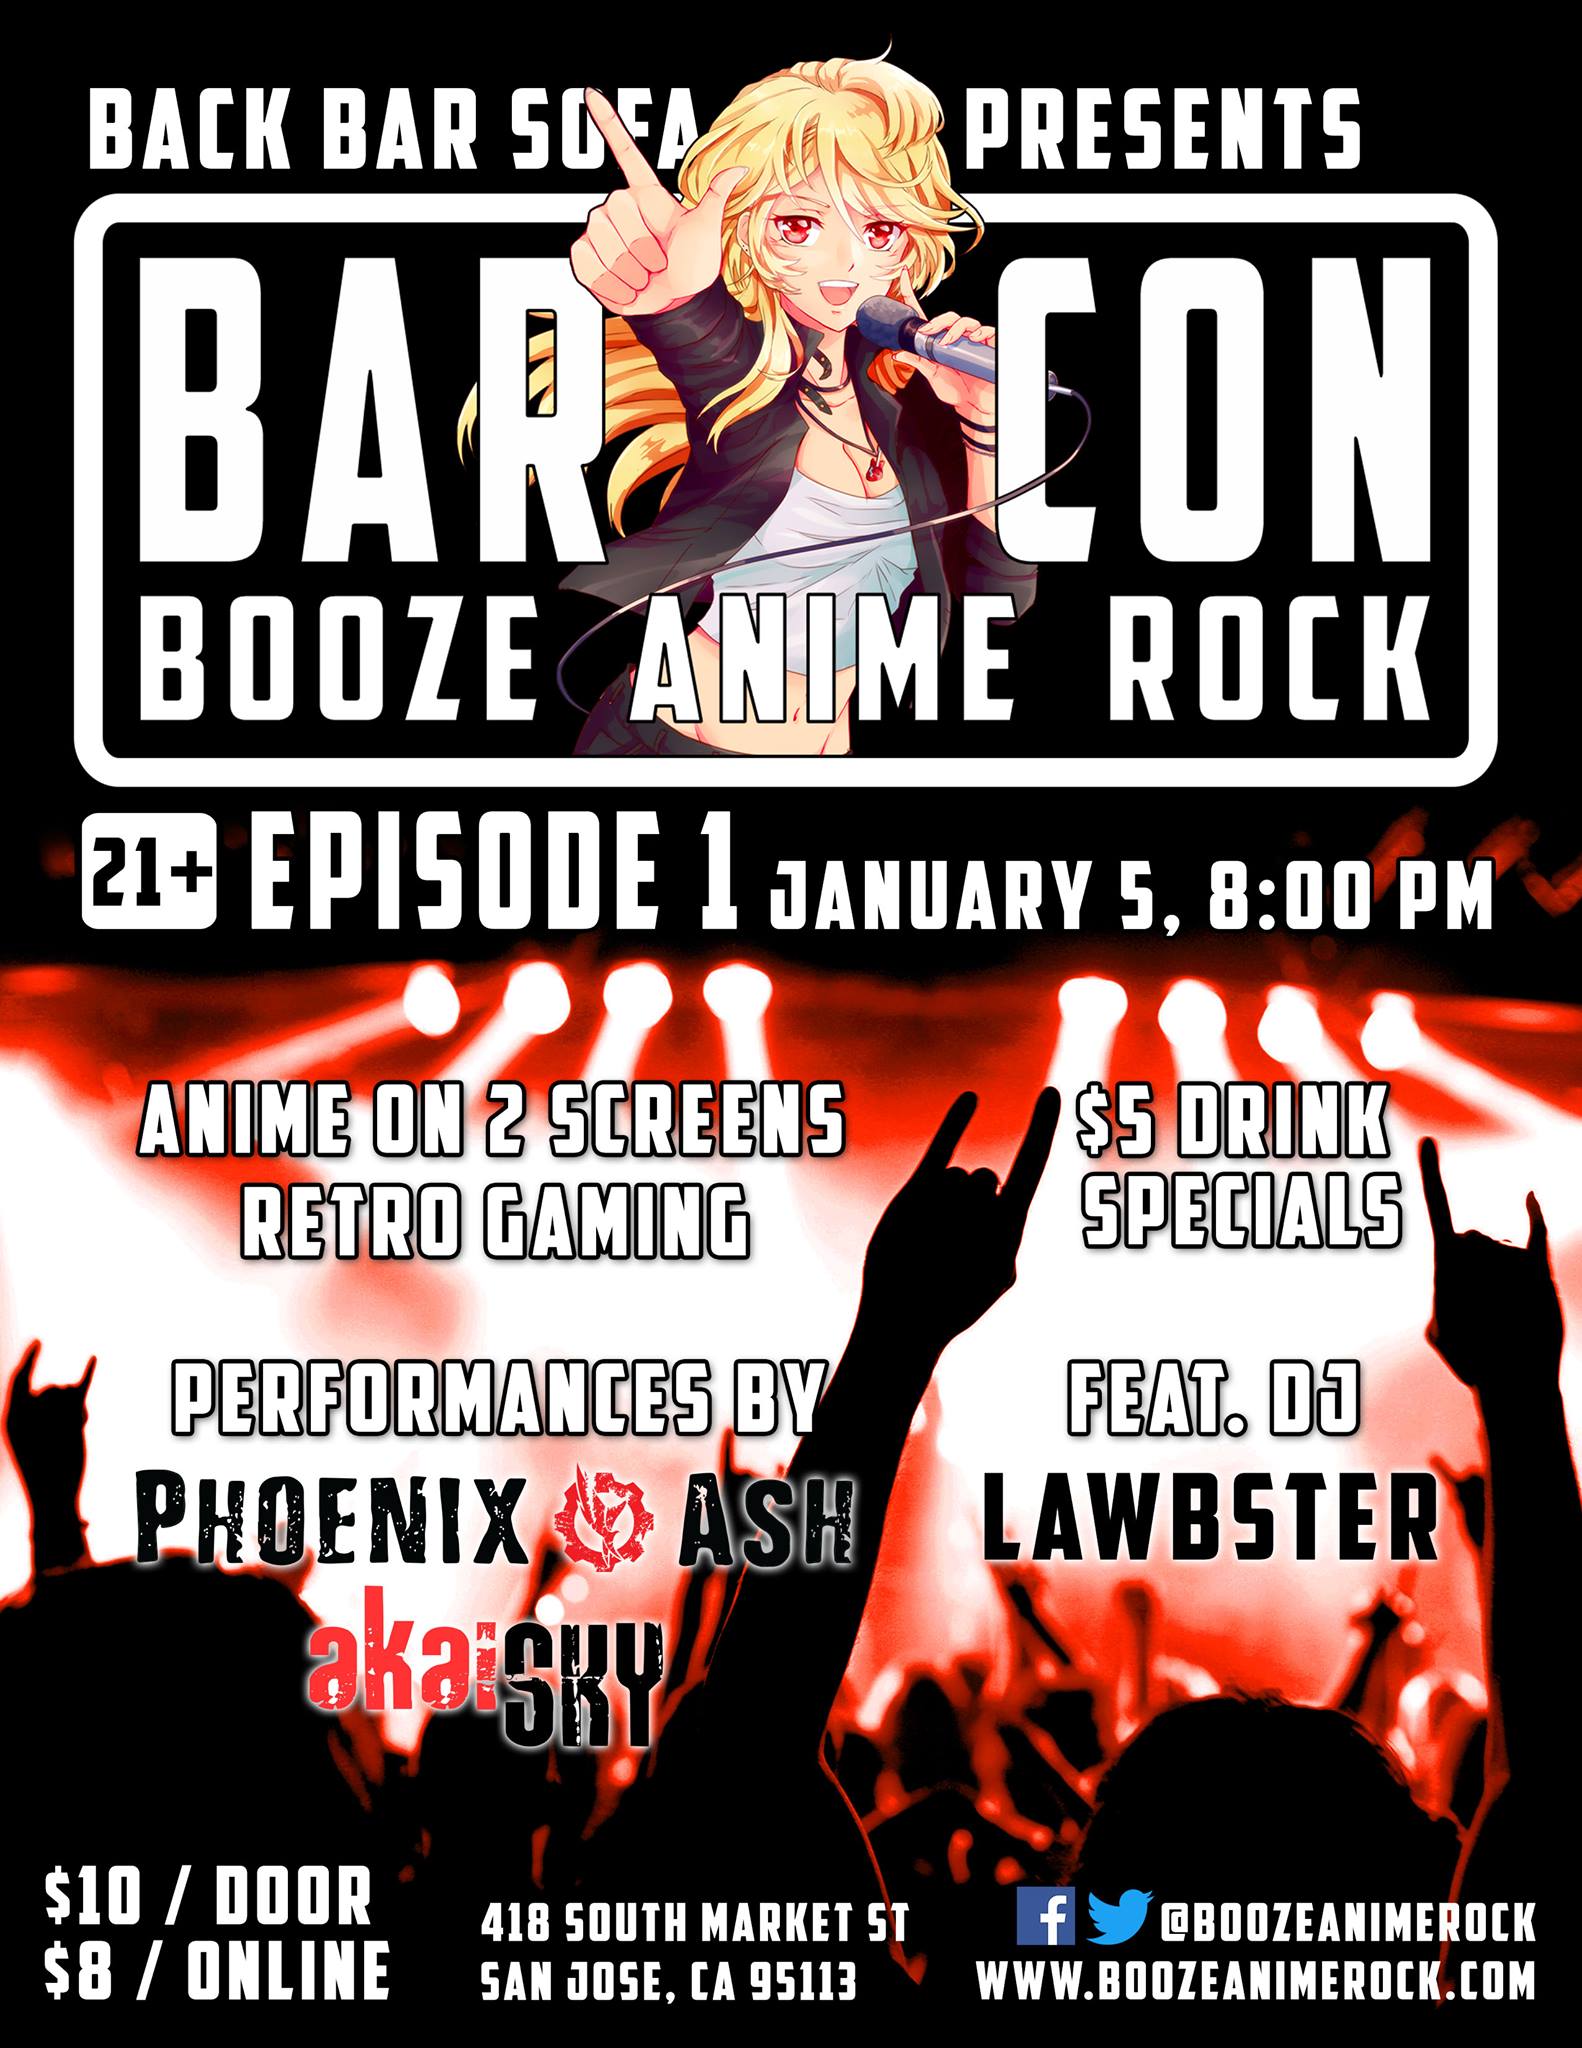 BACK BAR SOFA PRESENTS
BAR CON
BOOZE ANIME ROCK
21+ EPISODE 1 JANUARY 5, 8:00 PM
ANIME ON 2 SCREENS
RETRO GAMING
$5 DRINK
SPECIALS
PERFORMANCES BY
PHOENIX ASH
akaiSKY
FEAT. DJ
LAWBSTER
$10 / DOOR
$8 / ONLINE
418 SOUTH MARKET ST
SAN JOSE, CA 95113
f @BOOZEANIMEROCK
WWW.BOOZEANIMEROCK.COM